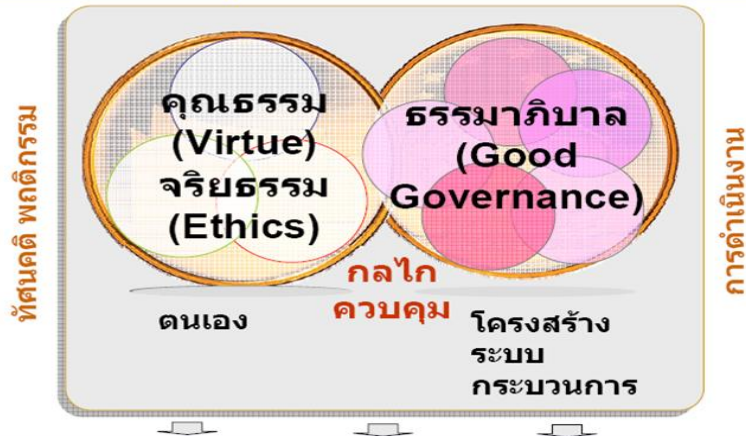 ทัศนคติ พฤติกรรม
คุณธรรม
(Virtue)
จริยธรรม
(Ethics)
ธรรมาภิบาล
(Good
Governance)
กลไก
ควบคุม
ตนเอง
โครงสร้าง
ระบบ
กระบวนการ
การดำเนินงาน